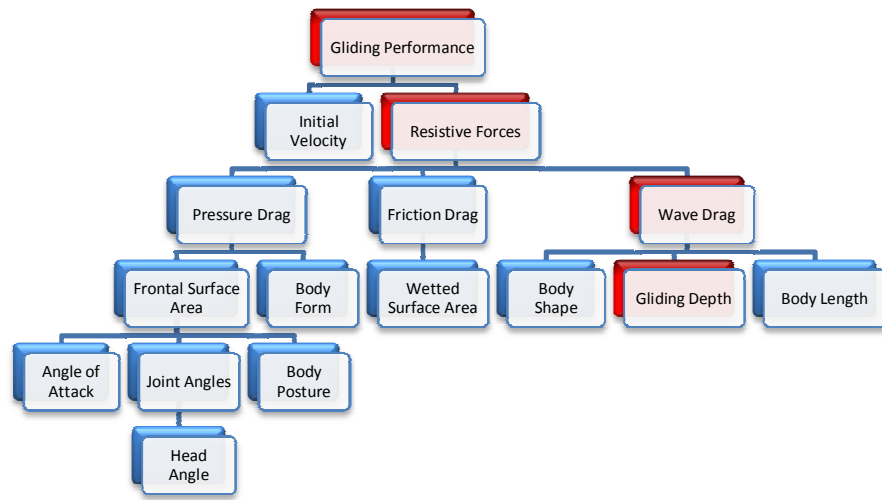 Gliding Performance
Initial
Velocity
Resistive Forces
Pressure Drag
Friction Drag
Wave Drag
Frontal Surface
Area
Body
Form
Wetted
Surface Area
Body
Shape
Gliding Depth
Body Length
Angle of
Attack
Joint Angles
Body
Posture
Head
Angle